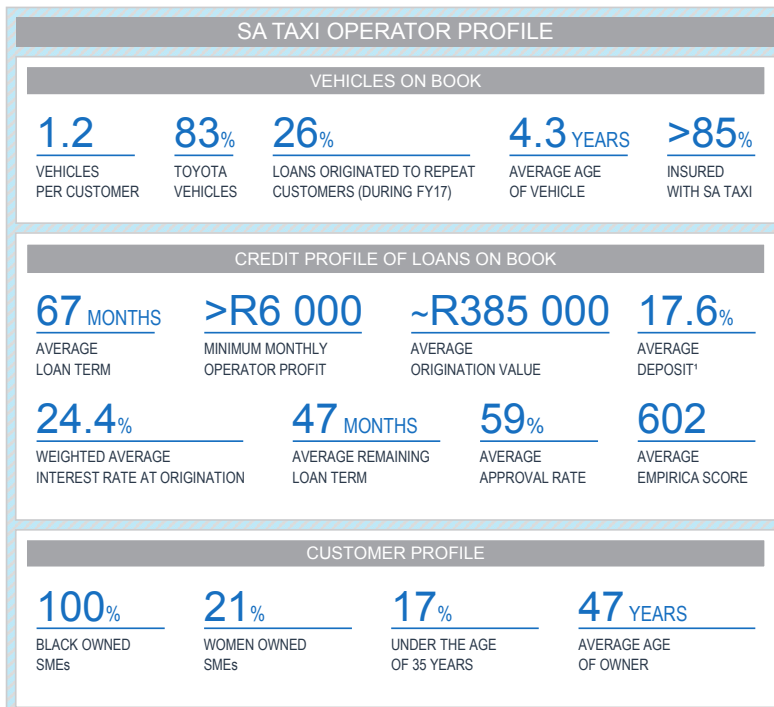 SA TAXI OPERATOR PROFILE
VEHICLES ON BOOK
1.2
VEHICLES
PER CUSTOMER
83%
TOYOTA
VEHICLES
26%
LOANS ORIGINATED TO REPEAT
CUSTOMERS (DURING FY17)
4.3 YEARS
AVERAGE AGE
OF VEHICLE
>85%
INSURED
WITH SA TAXI
CREDIT PROFILE OF LOANS ON BOOK
67 MONTHS
AVERAGE
LOAN TERM
>R6 000
MINIMUM MONTHLY
OPERATOR PROFIT
~R385 000
AVERAGE
ORIGINATION VALUE
17.6%
AVERAGE
DEPOSIT¹
24.4%
WEIGHTED AVERAGE
INTEREST RATE AT ORIGINATION
47 MONTHS
AVERAGE REMAINING
LOAN TERM
59%
AVERAGE
APPROVAL RATE
602
AVERAGE
EMPIRICA SCORE
CUSTOMER PROFILE
100%
BLACK OWNED
SMEs
21%
WOMEN OWNED
SMEs
17%
UNDER THE AGE
OF 35 YEARS
47 YEARS
AVERAGE AGE
OF OWNER